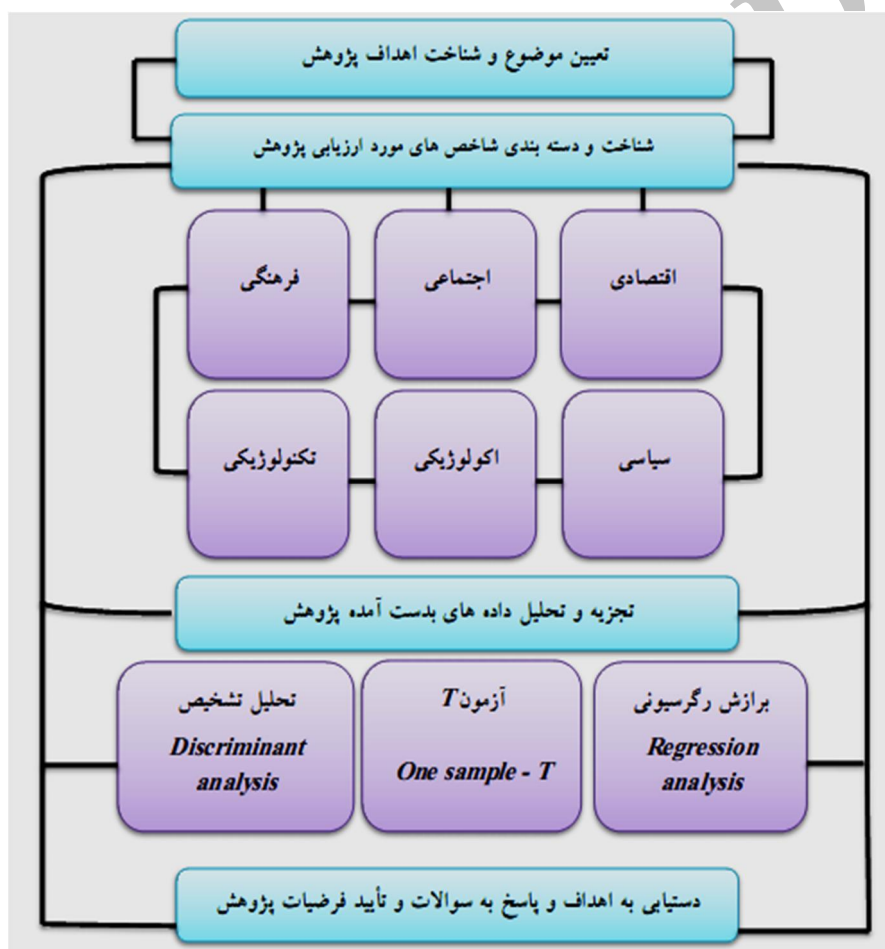 تعیین موضوع و شناخت اهداف پژوهش
شناخت و دسته بندی شاخص های مورد ارزیابی پژوهش
اقتصادی
اجتماعی
فرهنگی
سیاسی
اکولوژیکی
تکنولوژیکی
تجزیه و تحلیل داده های بدست آمده پژوهش
برازش رگرسیونی
Regression
analysis
آزمون T
One sample - T
تحلیل تشخیص
Discriminant
analysis
دستیابی به اهداف و پاسخ به سوالات و تأیید فرضیات پژوهش